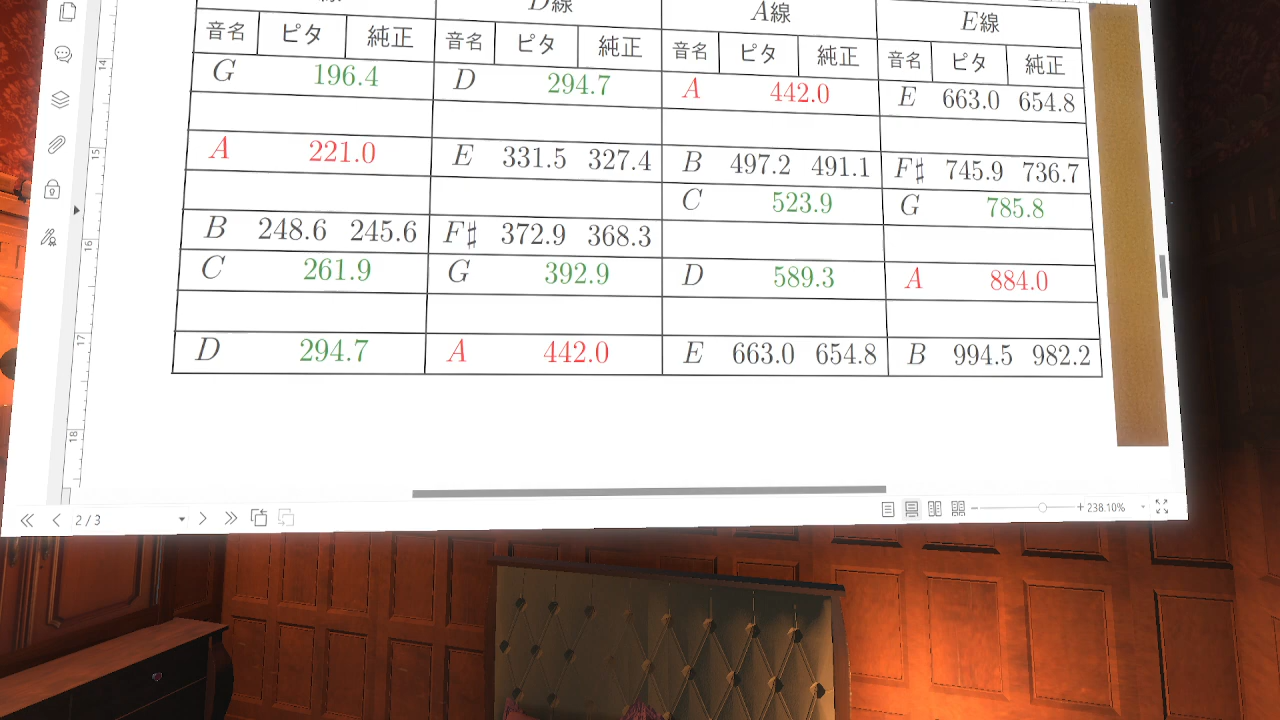 線 D線 A線 E線
音名 ピタ 純正 音名 ピタ 純正 音名 ピタ 純正 音名 ピタ 純正
G 196.4 D 294.7 A 442.0 E 663.0 654.8
A 221.0 E 331.5 327.4 B 497.2 491.1 F♯ 745.9 736.7
C 523.9 G 785.8
B 248.6 245.6 F♯ 372.9 368.3
C 261.9 G 392.9 D 589.3 A 884.0
D 294.7 A 442.0 E 663.0 654.8 B 994.5 982.2
14
15
16
17
18
2 / 3
238.10%